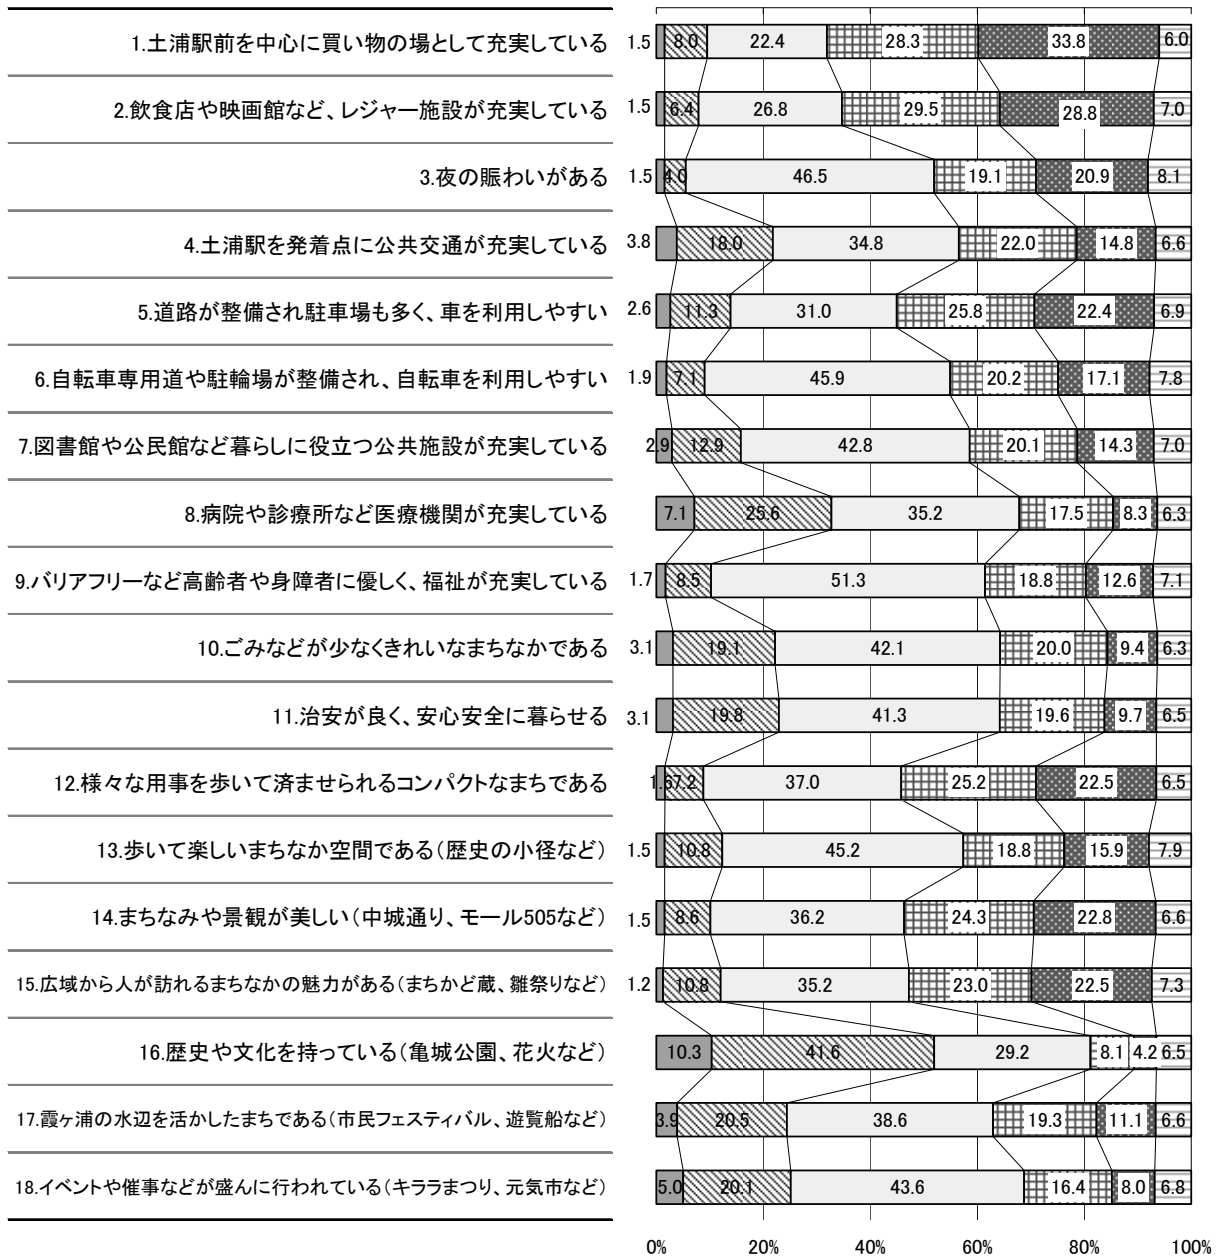 1.土浦駅前を中心に買い物の場として充実している 1.5 8.0 22.4 28.3 33.8 6.0
2.飲食店や映画館など、レジャー施設が充実している 1.5 6.4 26.8 29.5 28.8 7.0
3.夜の賑わいがある 1.5 4.0 46.5 19.1 20.9 8.1
4.土浦駅を発着点に公共交通が充実している 3.8 18.0 34.8 22.0 14.8 6.6
5.道路が整備され駐車場も多く、車を利用しやすい 2.6 11.3 31.0 25.8 22.4 6.9
6.自転車専用道や駐輪場が整備され、自転車を利用しやすい 1.9 7.1 45.9 20.2 17.1 7.8
7.図書館や公民館など暮らしに役立つ公共施設が充実している 2.9 12.9 42.8 20.1 14.3 7.0
8.病院や診療所など医療機関が充実している 7.1 25.6 35.2 17.5 8.3 6.3
9.バリアフリーなど高齢者や身障者に優しく、福祉が充実している 1.7 8.5 51.3 18.8 12.6 7.1
10.ごみなどが少なくきれいなまちなかである 3.1 19.1 42.1 20.0 9.4 6.3
11.治安が良く、安心安全に暮らせる 3.1 19.8 41.3 19.6 9.7 6.5
12.様々な用事を歩いて済ませられるコンパクトなまちである 1.6 7.2 37.0 25.2 22.5 6.5
13.歩いて楽しいまちなか空間である(歴史の小径など) 1.5 10.8 45.2 18.8 15.9 7.9
14.まちなみや景観が美しい(中城通り、モール505など) 1.5 8.6 36.2 24.3 22.8 6.6
15.広域から人が訪れるまちなかの魅力がある(まちかど蔵、雛祭りなど) 1.2 10.8 35.2 23.0 22.5 7.3
16.歴史や文化を持っている(亀城公園、花火など) 10.3 41.6 29.2 8.1 4.2 6.5
17.霞ヶ浦の水辺を活かしたまちである(市民フェスティバル、遊覧船など) 3.9 20.5 38.6 19.3 11.1 6.6
18.イベントや催事などが盛んに行われている(キララまつり、元気市など) 5.0 20.1 43.6 16.4 8.0 6.8
0% 20% 40% 60% 80% 100%